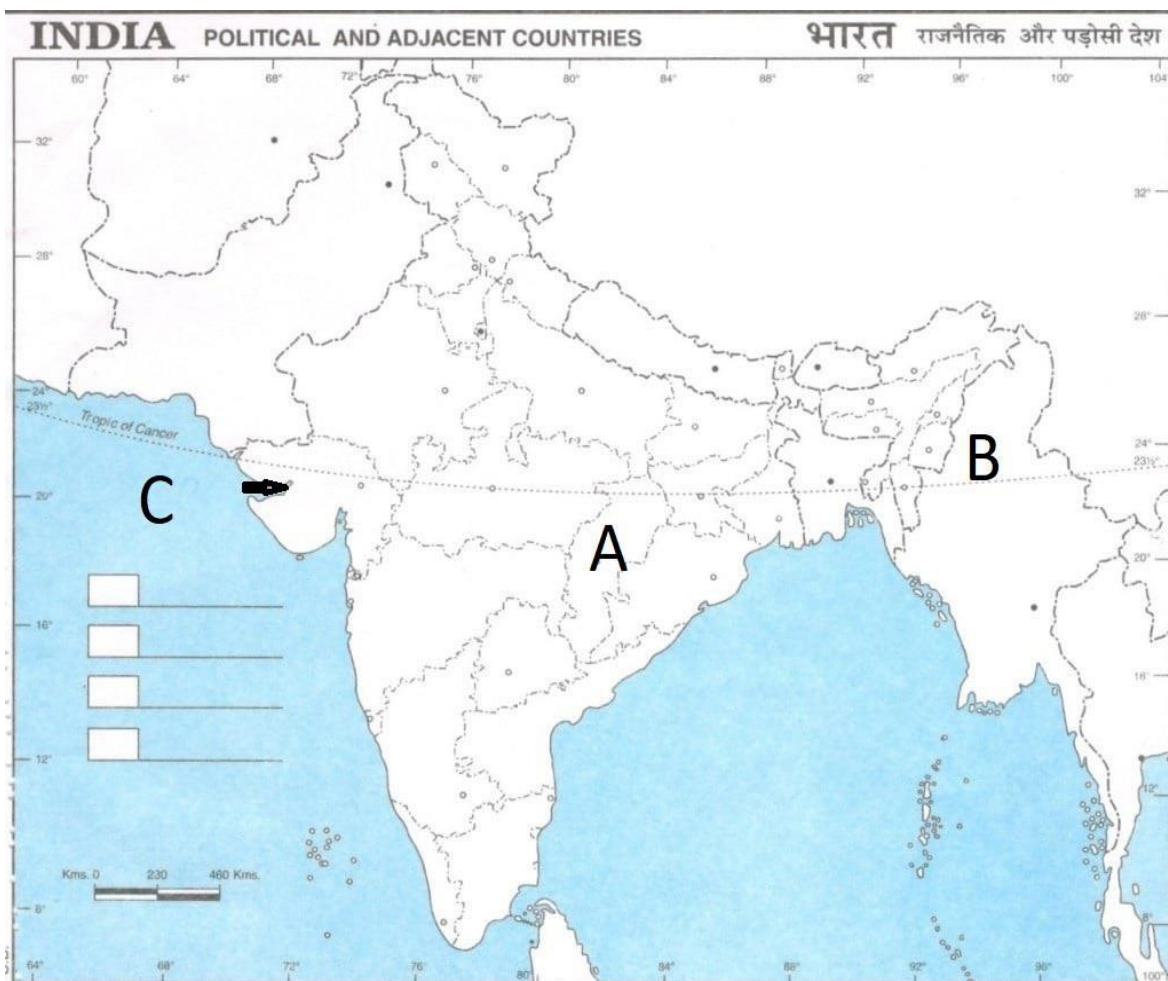 INDIA POLITICAL AND ADJACENT COUNTRIES भारत राजनैतिक और पड़ोसी देश
60° 64° 68° 72° 76° 80° 84° 88° 92° 96° 100° 104
32° 32°
28° 28°
24° 24°
23½° 23½°
Tropic of Cancer
B
C 20°
A
20°
16° 16°
12° 12°
Kms. 0 230 460 Kms.
8° 8°
64° 68° 72° 76° 80° 84° 88° 92° 96° 100°